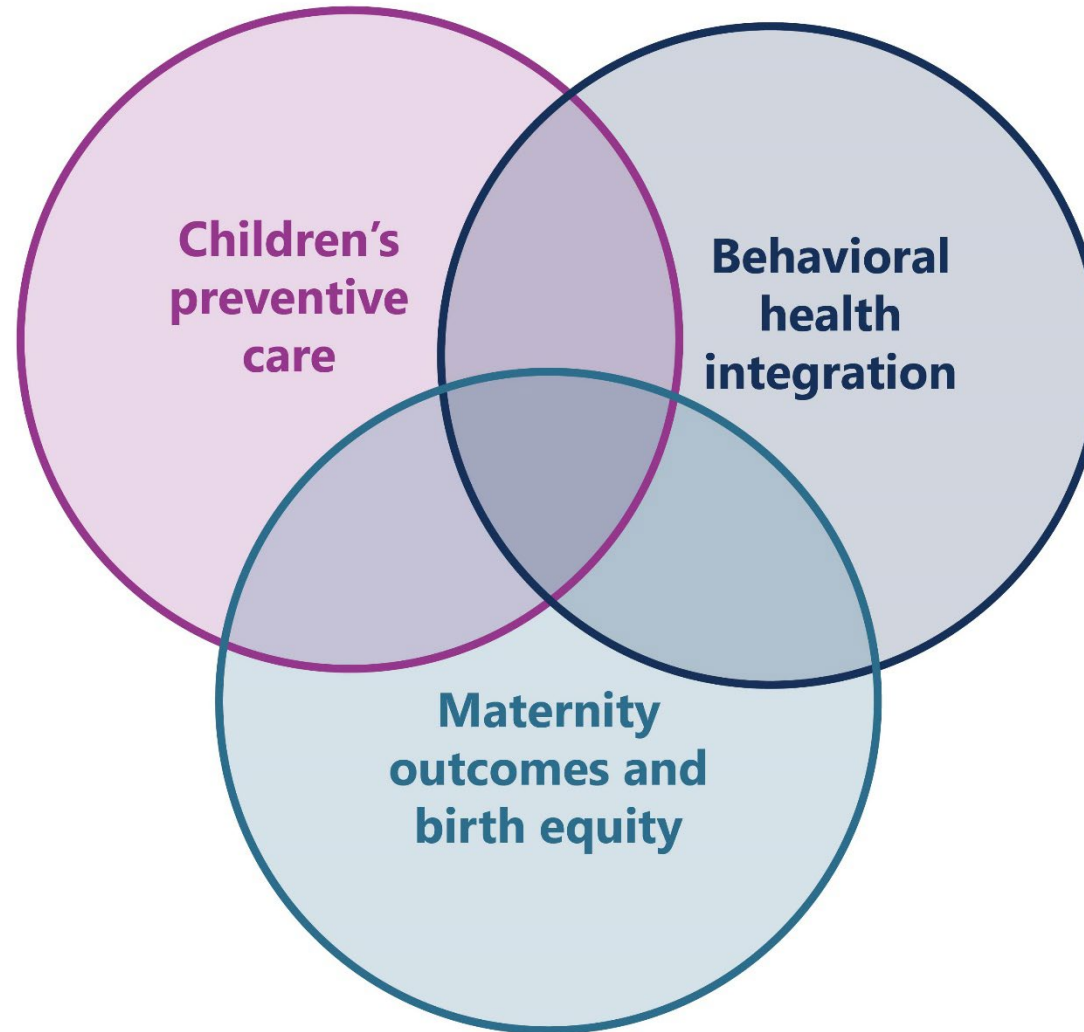 Children’s
preventive
care
Behavioral
health
integration
Maternity
outcomes and
birth equity